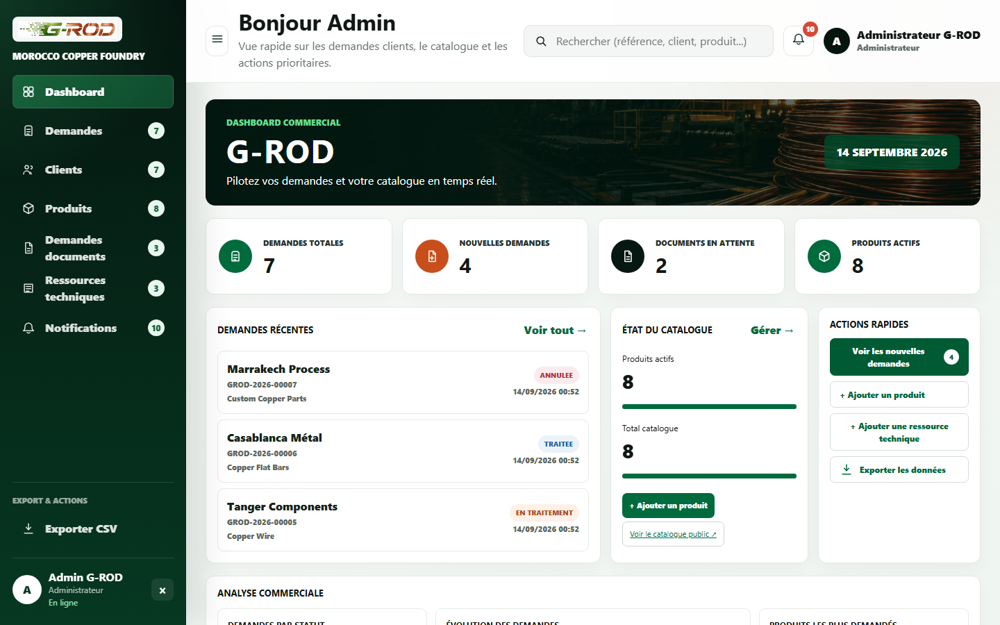 G-ROD
MOROCCO COPPER FOUNDRY
Dashboard
Demandes 7
Clients 7
Produits 8
Demandes
documents
3
Ressources
techniques
3
Notifications 10
EXPORT & ACTIONS
Exporter CSV
A
Admin G-ROD
Administrateur
En ligne
×
Bonjour Admin
Vue rapide sur les demandes clients, le catalogue et les
actions prioritaires.
Rechercher (référence, client, produit...)
10
A
Administrateur G-ROD
Administrateur
DASHBOARD COMMERCIAL
G-ROD
Pilotez vos demandes et votre catalogue en temps réel.
14 SEPTEMBRE 2026
DEMANDES TOTALES
7
NOUVELLES DEMANDES
4
DOCUMENTS EN ATTENTE
2
PRODUITS ACTIFS
8
DEMANDES RÉCENTES
Voir tout →
Marrakech Process
GROD-2026-00007
Custom Copper Parts
ANNULEE
14/09/2026 00:52
Casablanca Métal
GROD-2026-00006
Copper Flat Bars
TRAITEE
14/09/2026 00:52
Tanger Components
GROD-2026-00005
Copper Wire
EN TRAITEMENT
14/09/2026 00:52
ÉTAT DU CATALOGUE
Gérer →
Produits actifs
8
Total catalogue
8
+ Ajouter un produit
Voir le catalogue public ↗
ACTIONS RAPIDES
Voir les nouvelles
demandes
4
+ Ajouter un produit
+ Ajouter une ressource
technique
Exporter les données
ANALYSE COMMERCIALE
DEMANDES PAR STATUT
ÉVOLUTION DES DEMANDES
PRODUITS LES PLUS DEMANDÉS